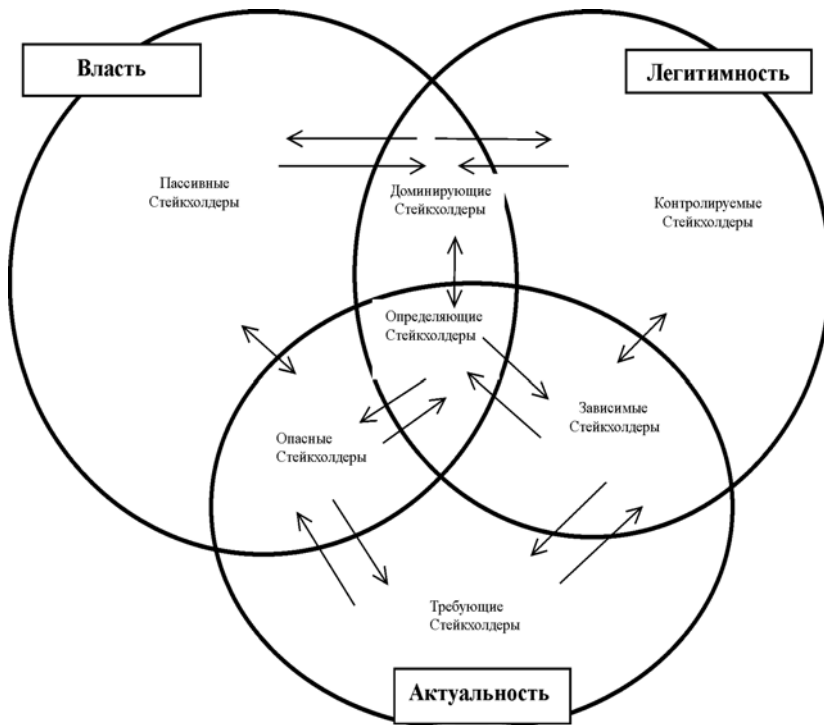 Власть
Легитимность
Пассивные
Стейкхолдеры
Доминирующие
Стейкхолдеры
Контролируемые
Стейкхолдеры
Определяющие
Стейкхолдеры
Зависимые
Стейкхолдеры
Опасные
Стейкхолдеры
Требующие
Стейкхолдеры
Актуальность